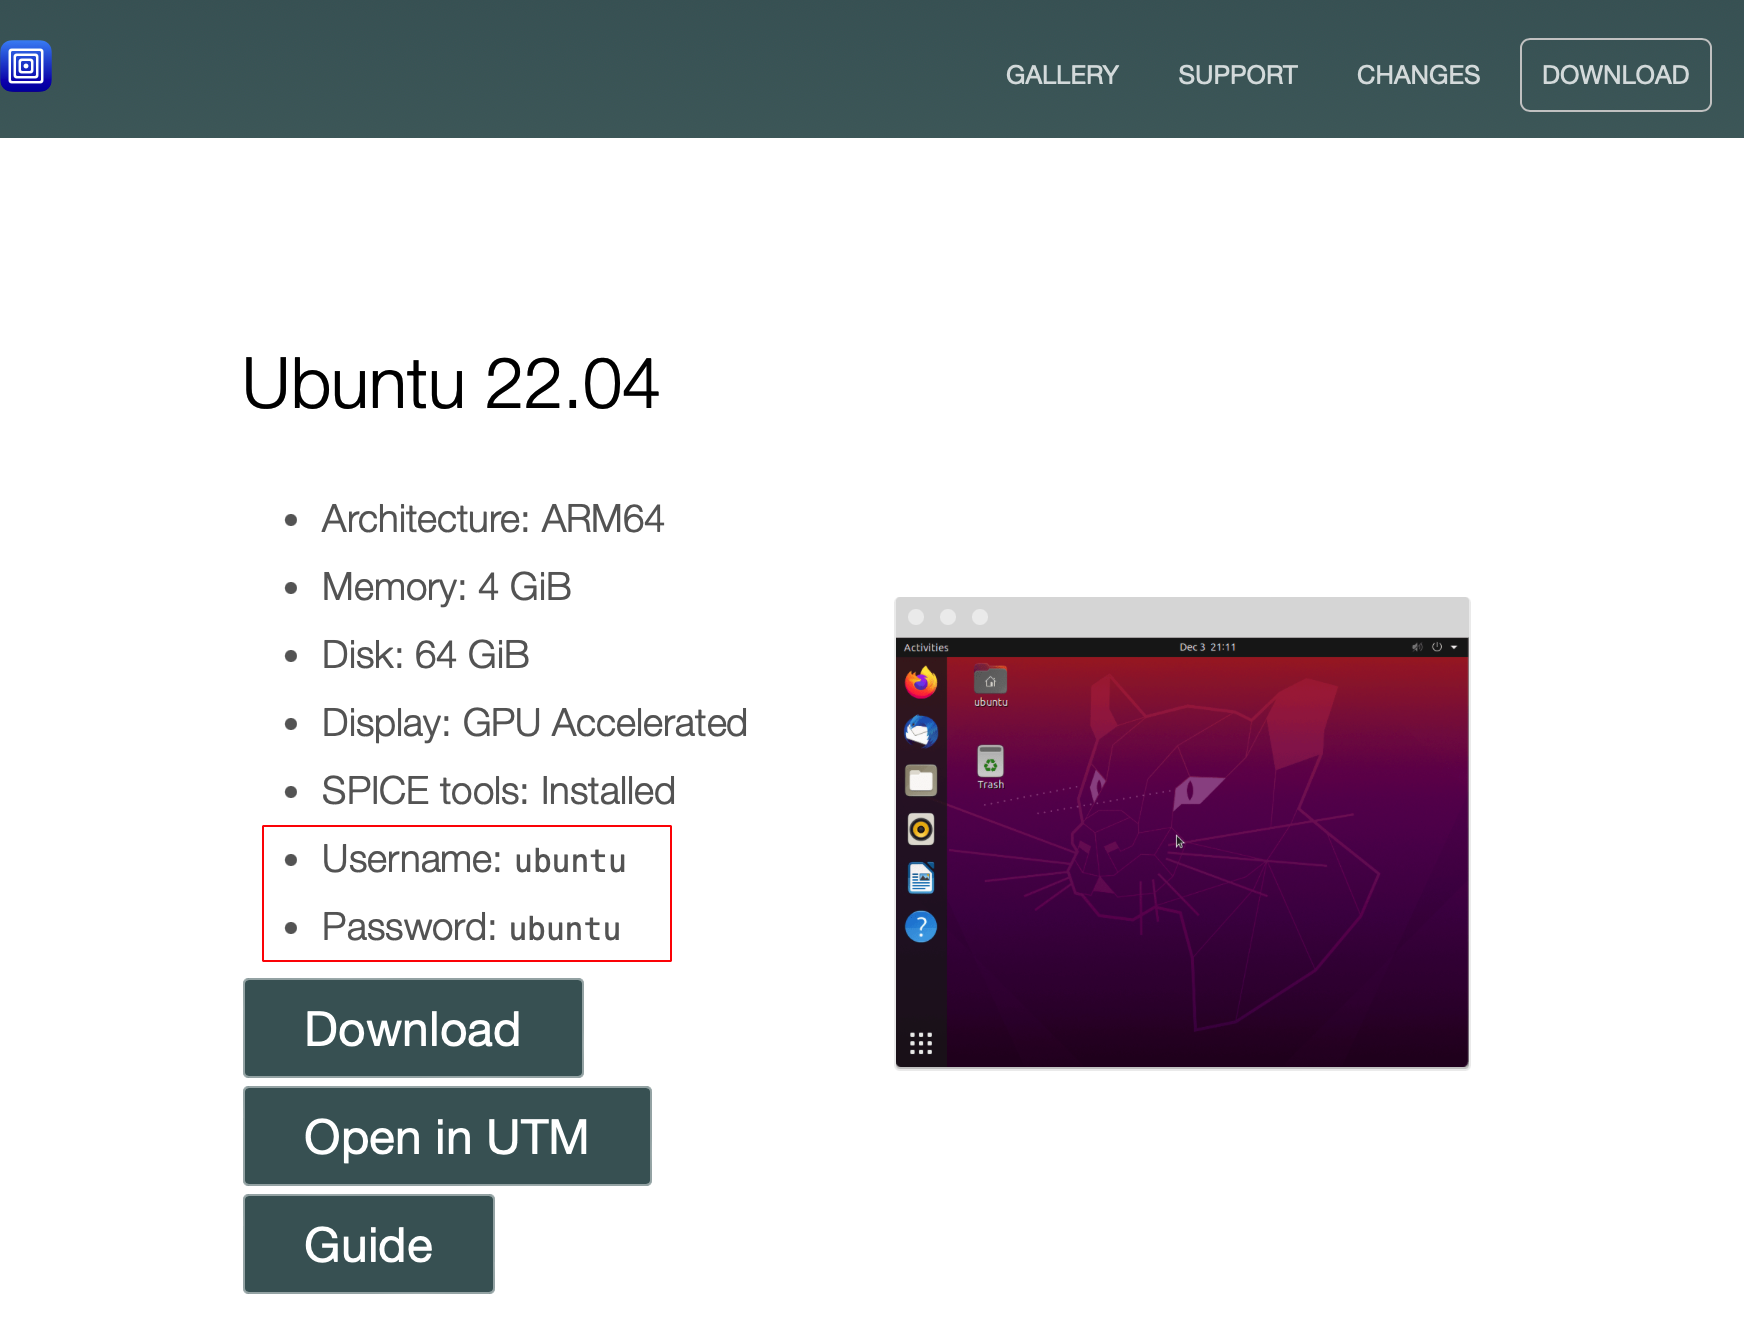 GALLERY SUPPORT CHANGES DOWNLOAD
Ubuntu 22.04
Architecture: ARM64
Memory: 4 GiB
Disk: 64 GiB
Display: GPU Accelerated
SPICE tools: Installed
Username: ubuntu
Password: ubuntu
Download
Open in UTM
Guide
Activities Dec 3 21:11
ubuntu
Trash